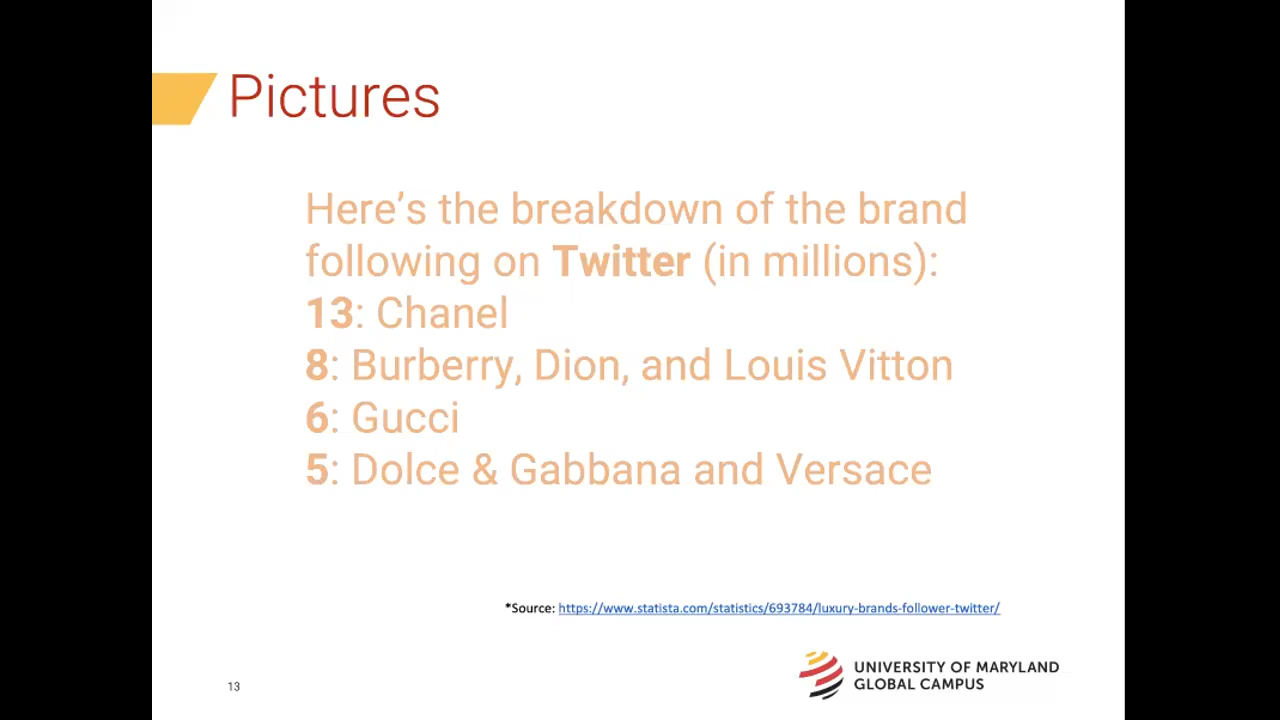 Pictures
Here’s the breakdown of the brand
following on Twitter (in millions):
13: Chanel
8: Burberry, Dion, and Louis Vitton
6: Gucci
5: Dolce & Gabbana and Versace
*Source: https://www.statista.com/statistics/693784/luxury-brands-follower-twitter/
UNIVERSITY OF MARYLAND
GLOBAL CAMPUS
13